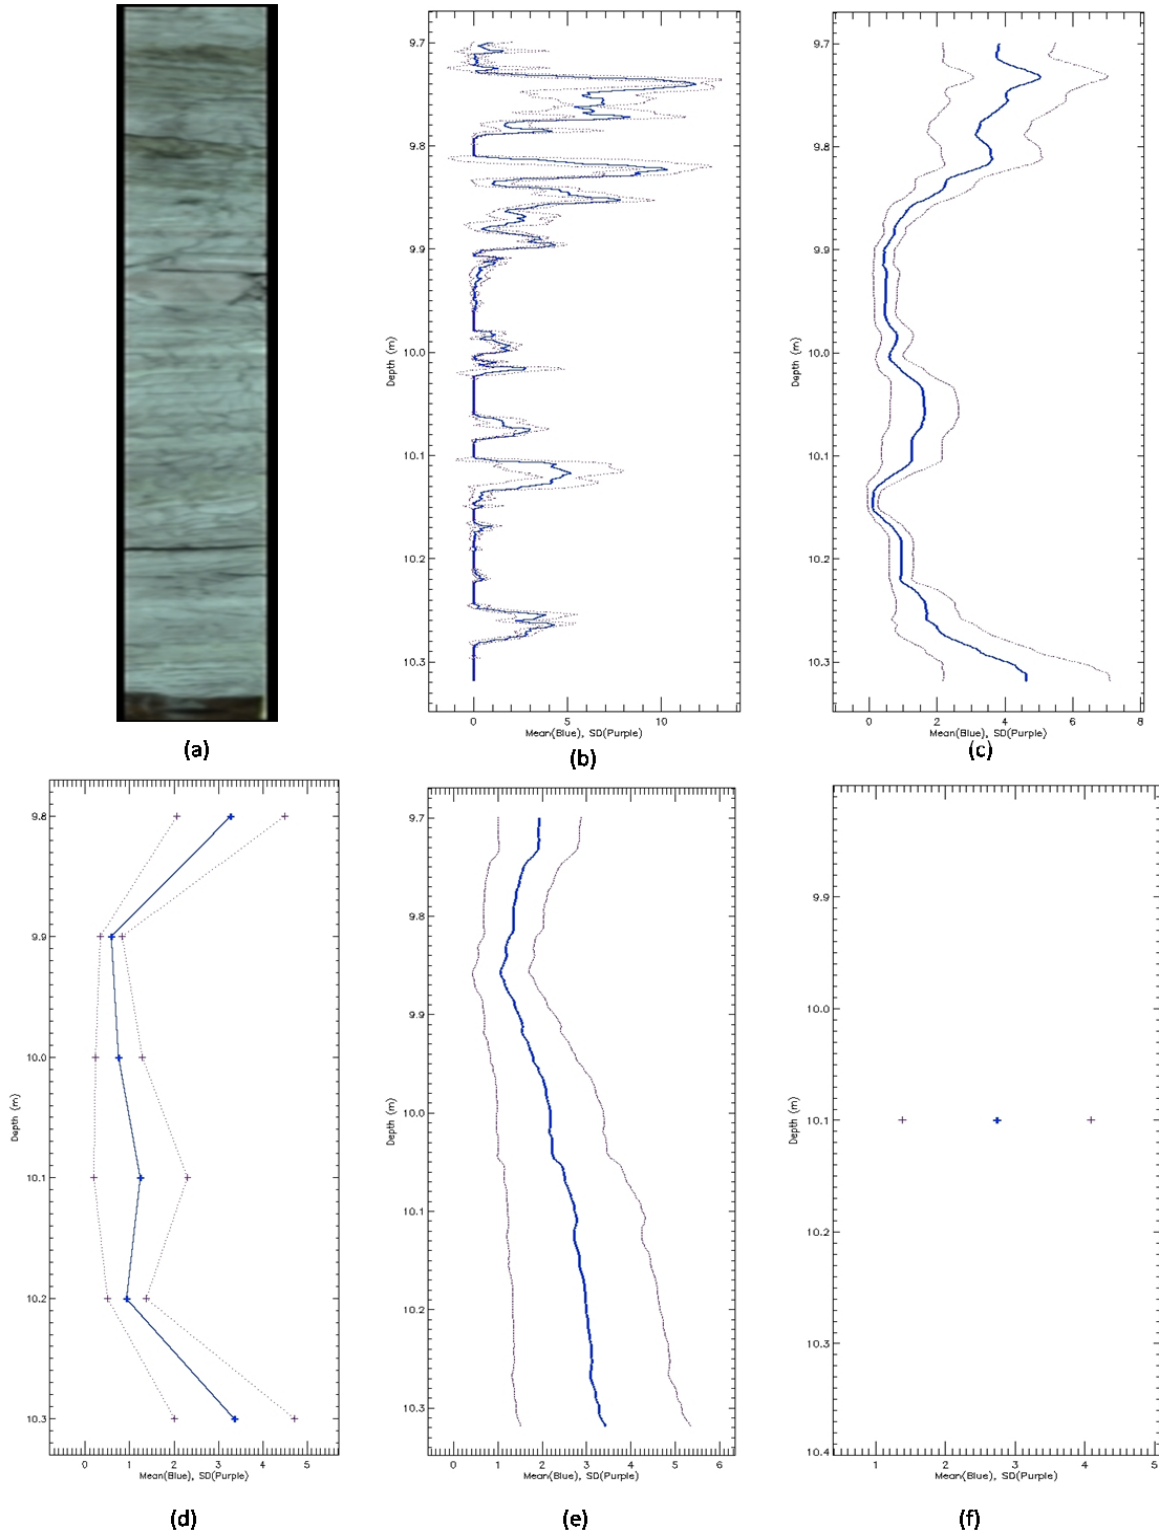 9.7
9.8
9.9
10.0
10.1
10.2
10.3
Depth (m)
0 5 10
Mean(Blue), SD(Purple)
9.7
9.8
9.9
10.0
10.1
10.2
10.3
Depth (m)
0 2 4 6 8
Mean(Blue), SD(Purple)
(a)
(b)
(c)
9.8
9.9
10.0
10.1
10.2
10.3
Depth (m)
0 1 2 3 4 5
Mean(Blue), SD(Purple)
9.7
9.8
9.9
10.0
10.1
10.2
10.3
Depth (m)
0 1 2 3 4 5 6
Mean(Blue), SD(Purple)
9.9
10.0
10.1
10.2
10.3
10.4
Depth (m)
1 2 3 4 5
Mean(Blue), SD(Purple)
(d)
(e)
(f)